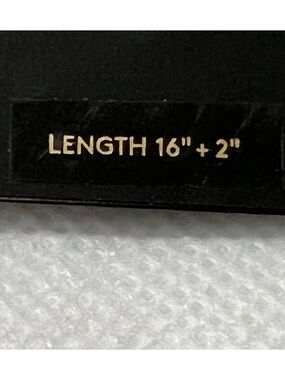 LENGTH 16" + 2"